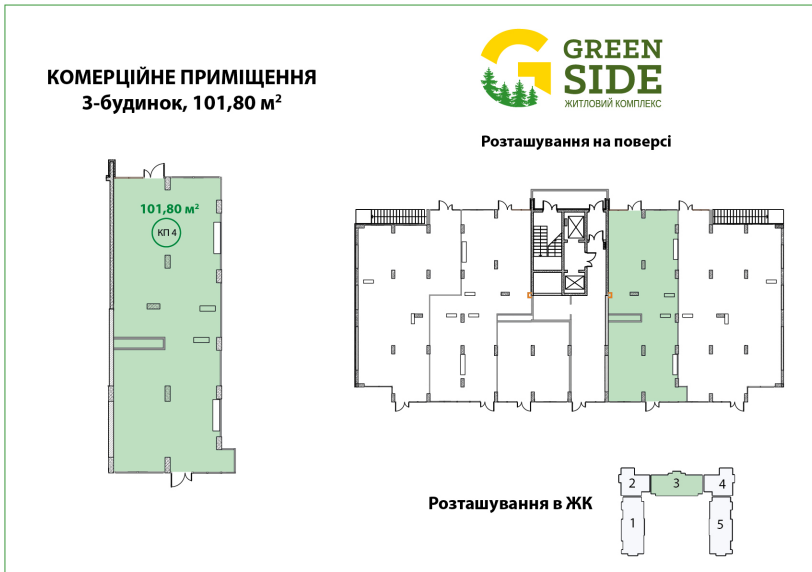 КОМЕРЦІЙНЕ ПРИМІЩЕННЯ
3-будинок, 101,80 м²
GREEN
SIDE
ЖИТЛОВИЙ КОМПЛЕКС
Розташування на поверсі
101,80 м²
КП 4
Розташування в ЖК
2
3
4
1
5